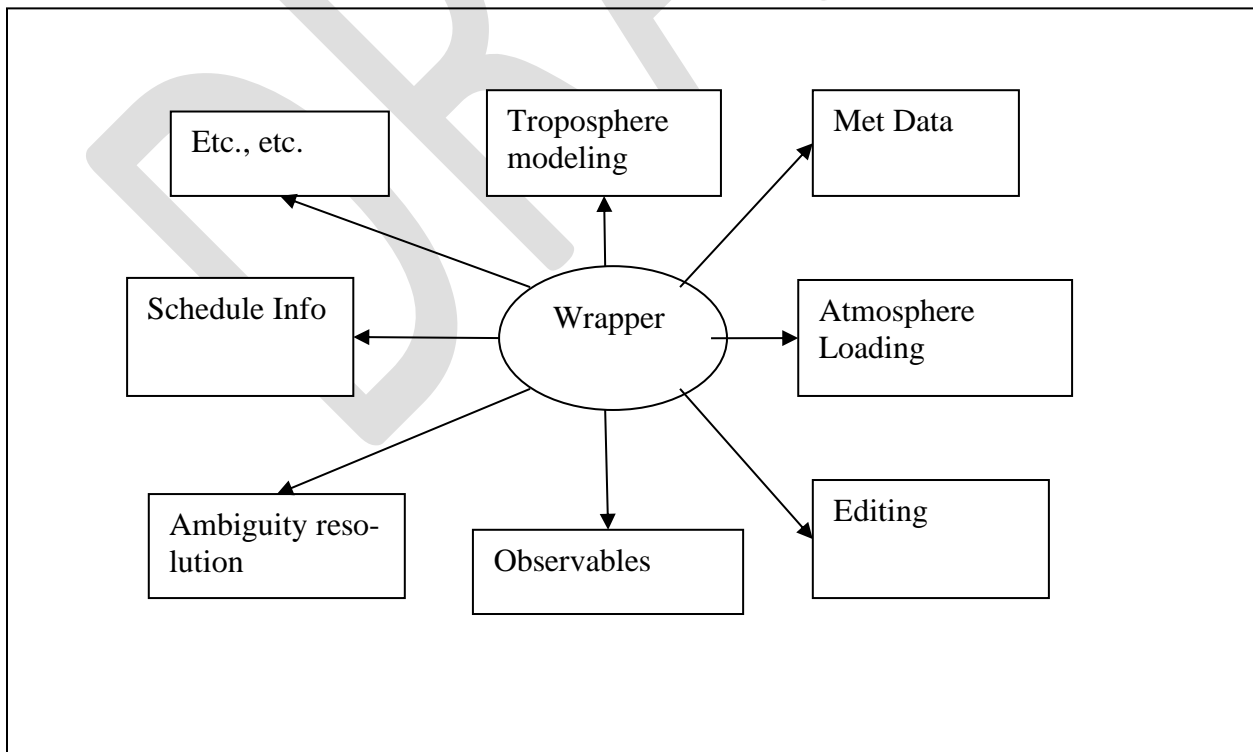 Etc., etc.
Troposphere
modeling
Met Data
Schedule Info
Wrapper
Atmosphere
Loading
Ambiguity reso-
lution
Observables
Editing